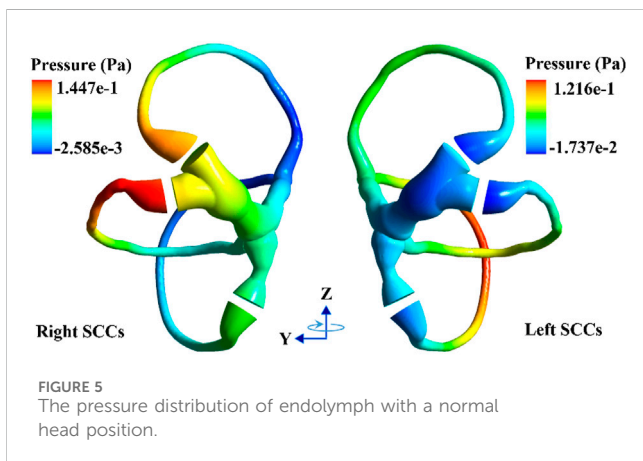 Pressure (Pa)
1.447e-1
-2.585e-3
Pressure (Pa)
1.216e-1
-1.737e-2
Right SCCs
Z
Y
Left SCCs
FIGURE 5
The pressure distribution of endolymph with a normal
head position.